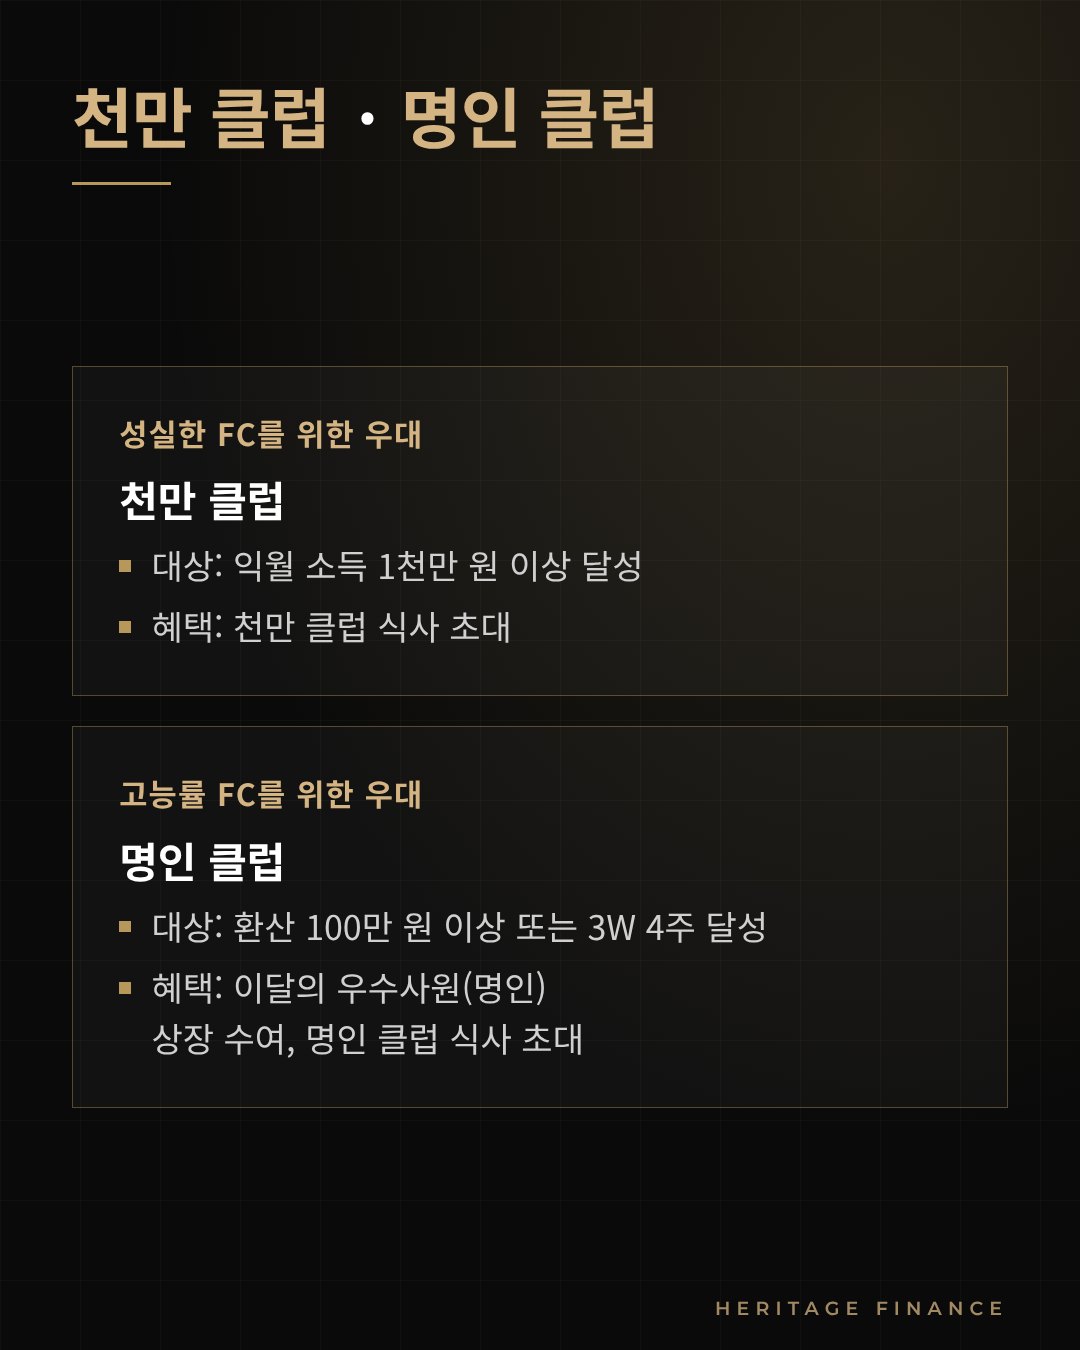 천만 클럽 · 명인 클럽
성실한 FC를 위한 우대
천만 클럽
대상: 익월 소득 1천만 원 이상 달성
혜택: 천만 클럽 식사 초대
고능률 FC를 위한 우대
명인 클럽
대상: 환산 100만 원 이상 또는 3W 4주 달성
혜택: 이달의 우수사원(명인)
상장 수여, 명인 클럽 식사 초대
HERITAGE FINANCE